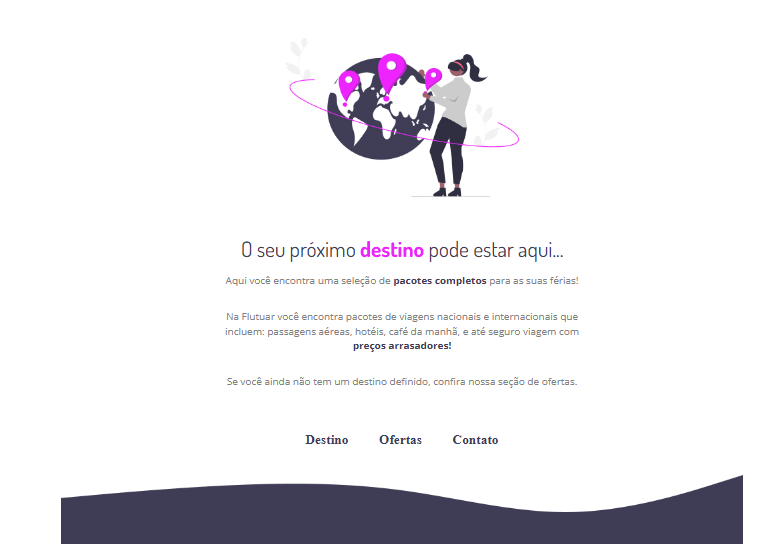 O seu próximo destino pode estar aqui...
Aqui você encontra uma seleção de pacotes completos para as suas férias!
Na Flutuar você encontra pacotes de viagens nacionais e internacionais que
incluem: passagens aéreas, hotéis, café da manhã, e até seguro viagem com
preços arrasadores!
Se você ainda não tem um destino definido, confira nossa seção de ofertas.
Destino Ofertas Contato